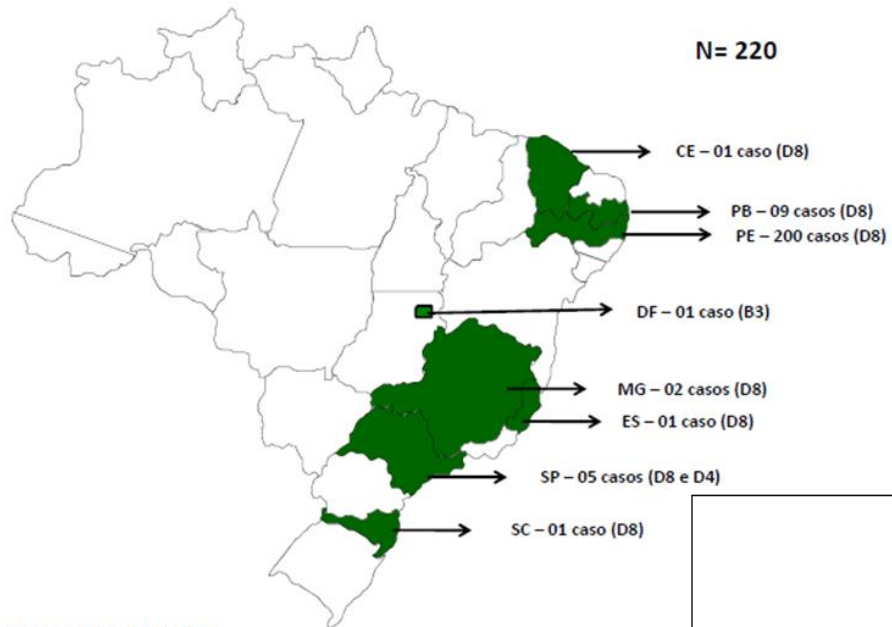 N= 220
CE – 01 caso (D8)
PB – 09 casos (D8)
PE – 200 casos (D8)
DF – 01 caso (B3)
MG – 02 casos (D8)
ES – 01 caso (D8)
SP – 05 casos (D8 e D4)
SC – 01 caso (D8)